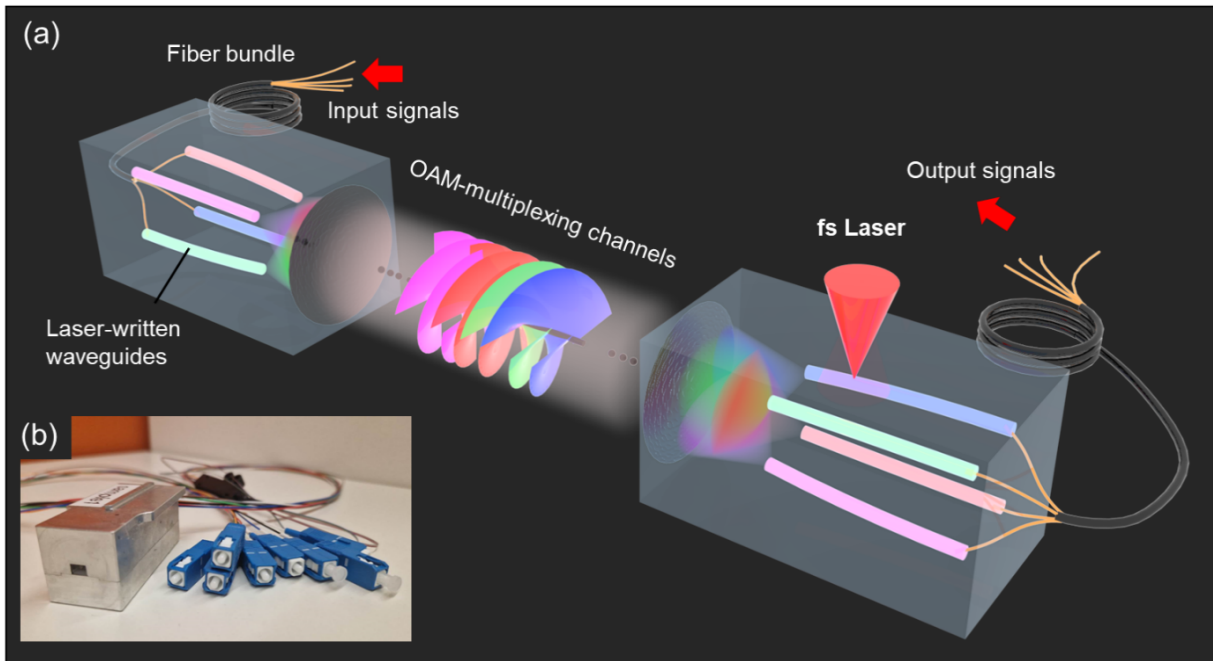 (a)
Fiber bundle
Input signals
OAM-multiplexing channels
Output signals
fs Laser
Laser-written
waveguides
(b)